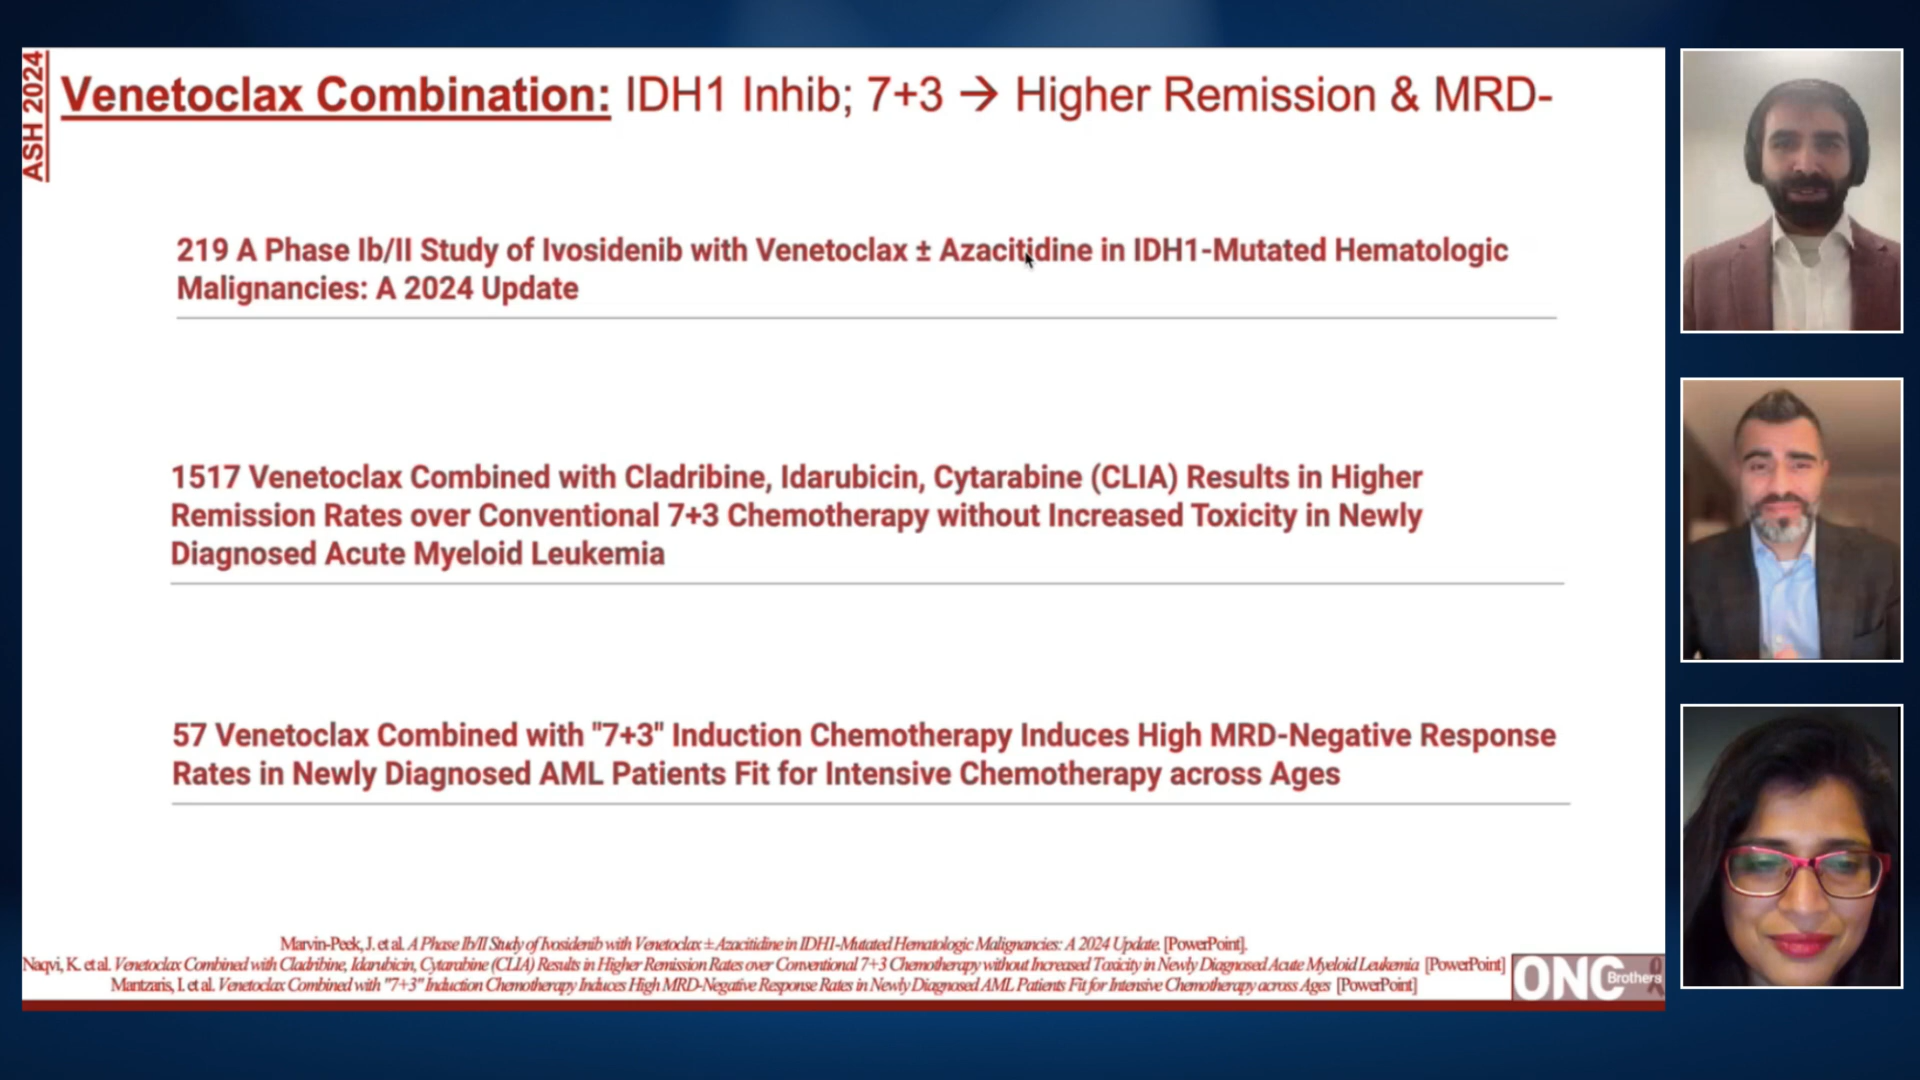 ASH 2024
Venetoclax Combination: IDH1 Inhib; 7+3 → Higher Remission & MRD-
219 A Phase Ib/II Study of Ivosidenib with Venetoclax ± Azacitidine in IDH1-Mutated Hematologic
Malignancies: A 2024 Update
1517 Venetoclax Combined with Cladribine, Idarubicin, Cytarabine (CLIA) Results in Higher
Remission Rates over Conventional 7+3 Chemotherapy without Increased Toxicity in Newly
Diagnosed Acute Myeloid Leukemia
57 Venetoclax Combined with "7+3" Induction Chemotherapy Induces High MRD-Negative Response
Rates in Newly Diagnosed AML Patients Fit for Intensive Chemotherapy across Ages
Marvin-Peek, J. et al. A Phase Ib/II Study of Ivosidenib with Venetoclax ± Azacitidine in IDH1-Mutated Hematologic Malignancies: A 2024 Update. [PowerPoint].
Naqvi, K. et al. Venetoclax Combined with Cladribine, Idarubicin, Cytarabine (CLIA) Results in Higher Remission Rates over Conventional 7+3 Chemotherapy without Increased Toxicity in Newly Diagnosed Acute Myeloid Leukemia [PowerPoint]
Mantzaris, I. et al. Venetoclax Combined with "7+3" Induction Chemotherapy Induces High MRD-Negative Response Rates in Newly Diagnosed AML Patients Fit for Intensive Chemotherapy across Ages [PowerPoint]
ONC Brothers